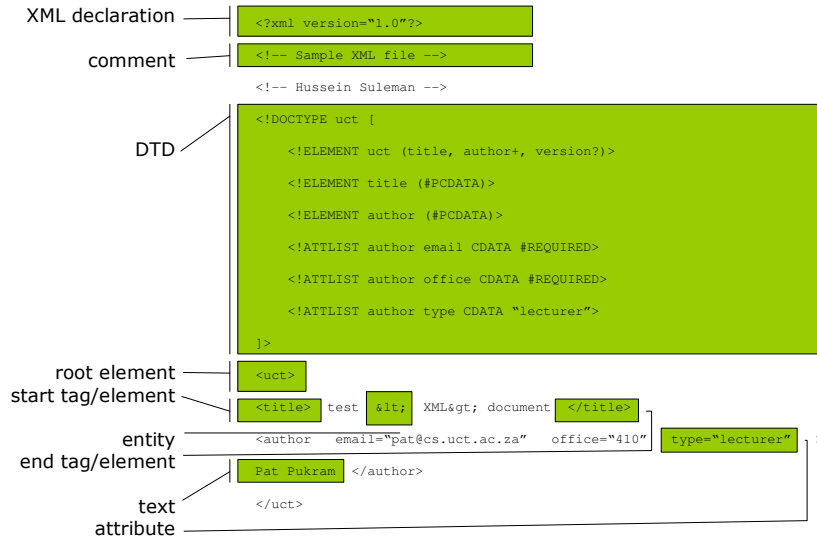 XML declaration
<?xml version=“1.0”?>
comment
<!-- Sample XML file -->
<!-- Hussein Suleman -->
DTD
<!DOCTYPE uct [
<!ELEMENT uct (title, author+, version?)>
<!ELEMENT title (#PCDATA)>
<!ELEMENT author (#PCDATA)>
<!ATTLIST author email CDATA #REQUIRED>
<!ATTLIST author office CDATA #REQUIRED>
<!ATTLIST author type CDATA “lecturer”>
]>
root element
<uct>
start tag/element
<title> test &lt; XML&gt; document </title>
entity
<author email=“pat@cs.uct.ac.za” office=“410” type=“lecturer” >
end tag/element
Pat Pukram </author>
text
</uct>
attribute